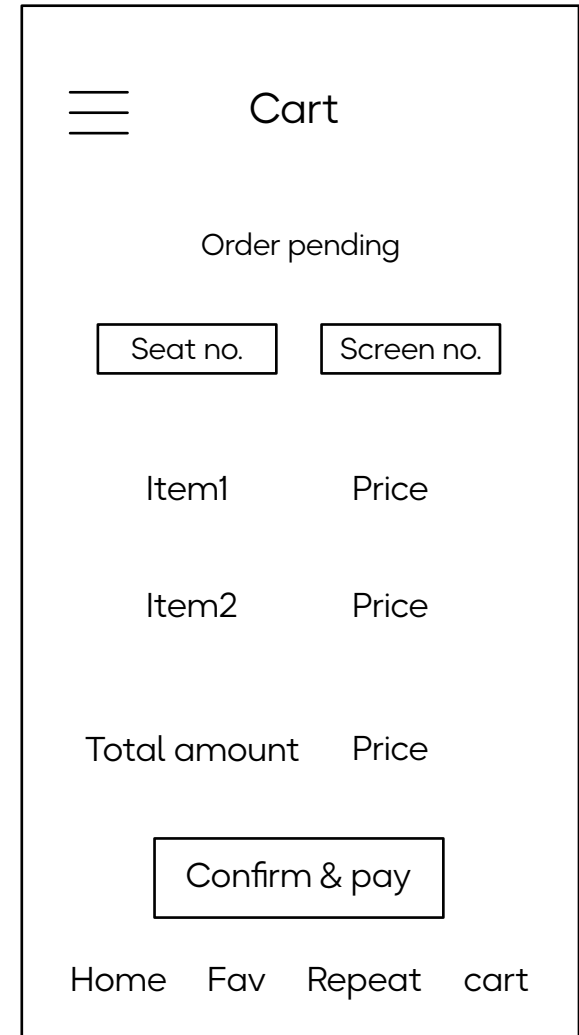 Cart
Order pending
Seat no. Screen no.
Item1 Price
Item2 Price
Total amount Price
Confirm & pay
Home Fav Repeat cart